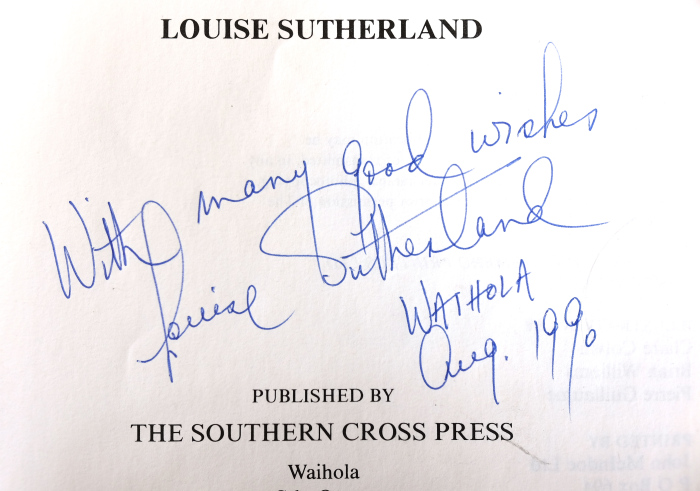 LOUISE SUTHERLAND
With many good wishes
Louise Sutherland
WAIHOLA
Aug. 1990
PUBLISHED BY
THE SOUTHERN CROSS PRESS
Waihola